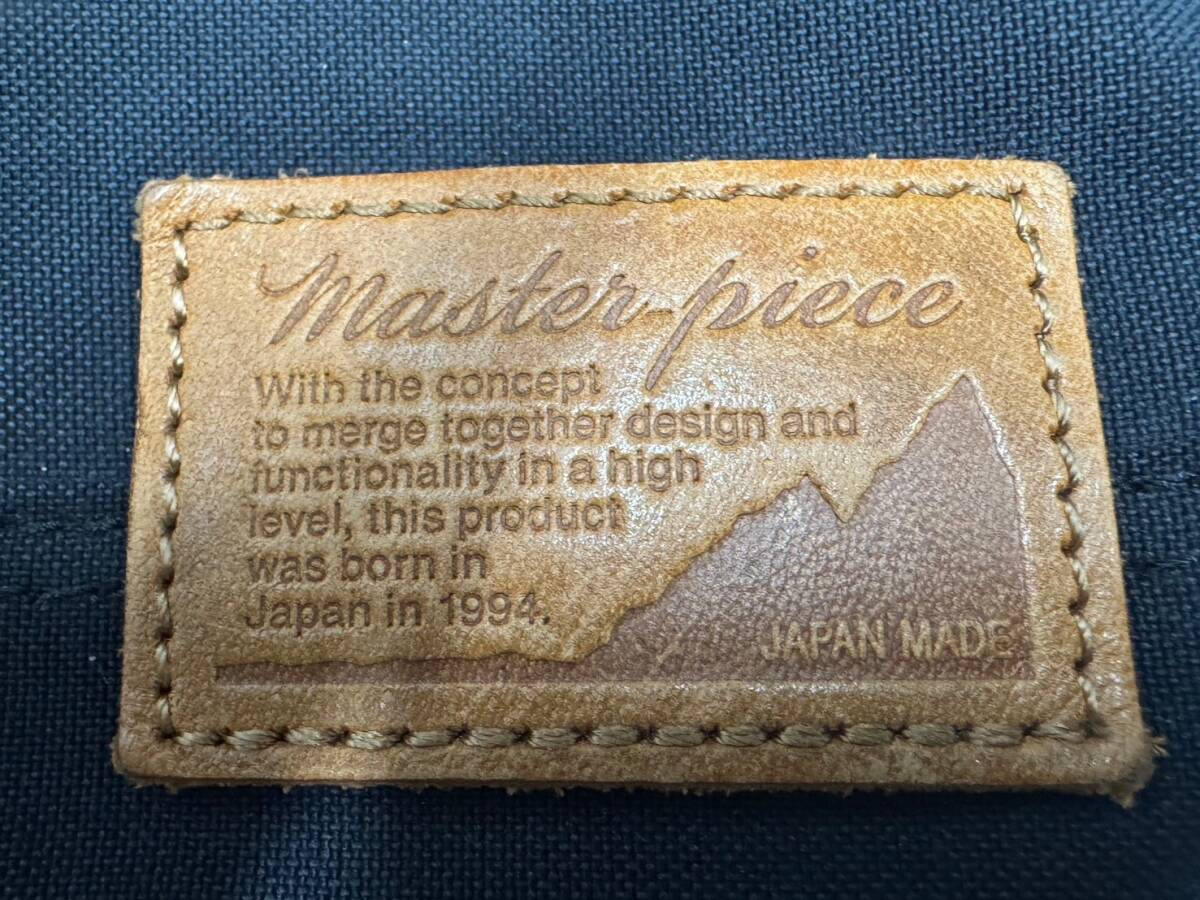 Master-piece
With the concept
to merge together design and
functionality in a high
level, this product
was born in
Japan in 1994.
JAPAN MADE